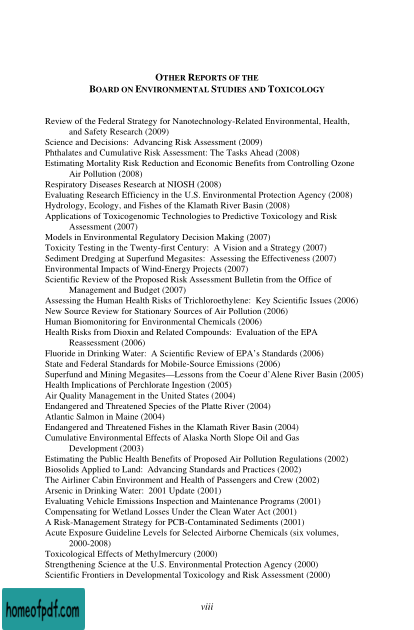 OTHER REPORTS OF THE
BOARD ON ENVIRONMENTAL STUDIES AND TOXICOLOGY
Review of the Federal Strategy for Nanotechnology-Related Environmental, Health,
and Safety Research (2009)
Science and Decisions: Advancing Risk Assessment (2009)
Phthalates and Cumulative Risk Assessment: The Tasks Ahead (2008)
Estimating Mortality Risk Reduction and Economic Benefits from Controlling Ozone
Air Pollution (2008)
Respiratory Diseases Research at NIOSH (2008)
Evaluating Research Efficiency in the U.S. Environmental Protection Agency (2008)
Hydrology, Ecology, and Fishes of the Klamath River Basin (2008)
Applications of Toxicogenomic Technologies to Predictive Toxicology and Risk
Assessment (2007)
Models in Environmental Regulatory Decision Making (2007)
Toxicity Testing in the Twenty-first Century: A Vision and a Strategy (2007)
Sediment Dredging at Superfund Megasites: Assessing the Effectiveness (2007)
Environmental Impacts of Wind-Energy Projects (2007)
Scientific Review of the Proposed Risk Assessment Bulletin from the Office of
Management and Budget (2007)
Assessing the Human Health Risks of Trichloroethylene: Key Scientific Issues (2006)
New Source Review for Stationary Sources of Air Pollution (2006)
Human Biomonitoring for Environmental Chemicals (2006)
Health Risks from Dioxin and Related Compounds: Evaluation of the EPA
Reassessment (2006)
Fluoride in Drinking Water: A Scientific Review of EPA's Standards (2006)
State and Federal Standards for Mobile-Source Emissions (2006)
Superfund and Mining Megasites—Lessons from the Coeur d'Alene River Basin (2005)
Health Implications of Perchlorate Ingestion (2005)
Air Quality Management in the United States (2004)
Endangered and Threatened Species of the Platte River (2004)
Atlantic Salmon in Maine (2004)
Endangered and Threatened Fishes in the Klamath River Basin (2004)
Cumulative Environmental Effects of Alaska North Slope Oil and Gas
Development (2003)
Estimating the Public Health Benefits of Proposed Air Pollution Regulations (2002)
Biosolids Applied to Land: Advancing Standards and Practices (2002)
The Airliner Cabin Environment and Health of Passengers and Crew (2002)
Arsenic in Drinking Water: 2001 Update (2001)
Evaluating Vehicle Emissions Inspection and Maintenance Programs (2001)
Compensating for Wetland Losses Under the Clean Water Act (2001)
A Risk-Management Strategy for PCB-Contaminated Sediments (2001)
Acute Exposure Guideline Levels for Selected Airborne Chemicals (six volumes,
2000-2008)
Toxicological Effects of Methylmercury (2000)
Strengthening Science at the U.S. Environmental Protection Agency (2000)
Scientific Frontiers in Developmental Toxicology and Risk Assessment (2000)
homeofpdf.com
viii